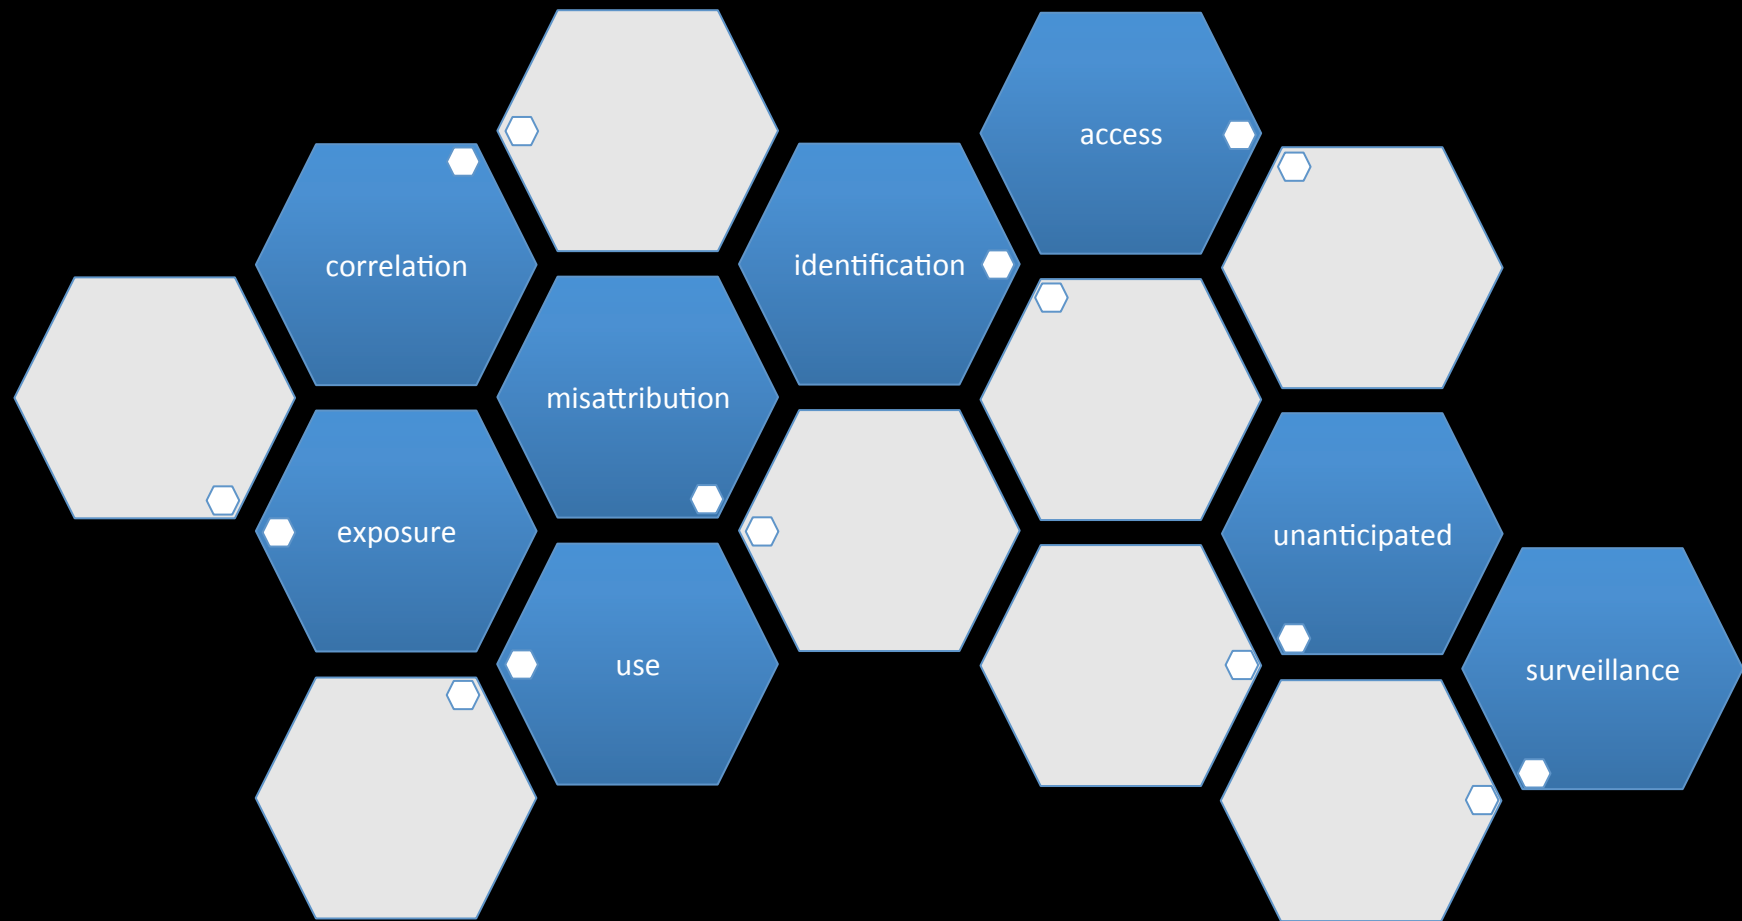 access
correlation
identification
misattribution
exposure
unanticipated
use
surveillance